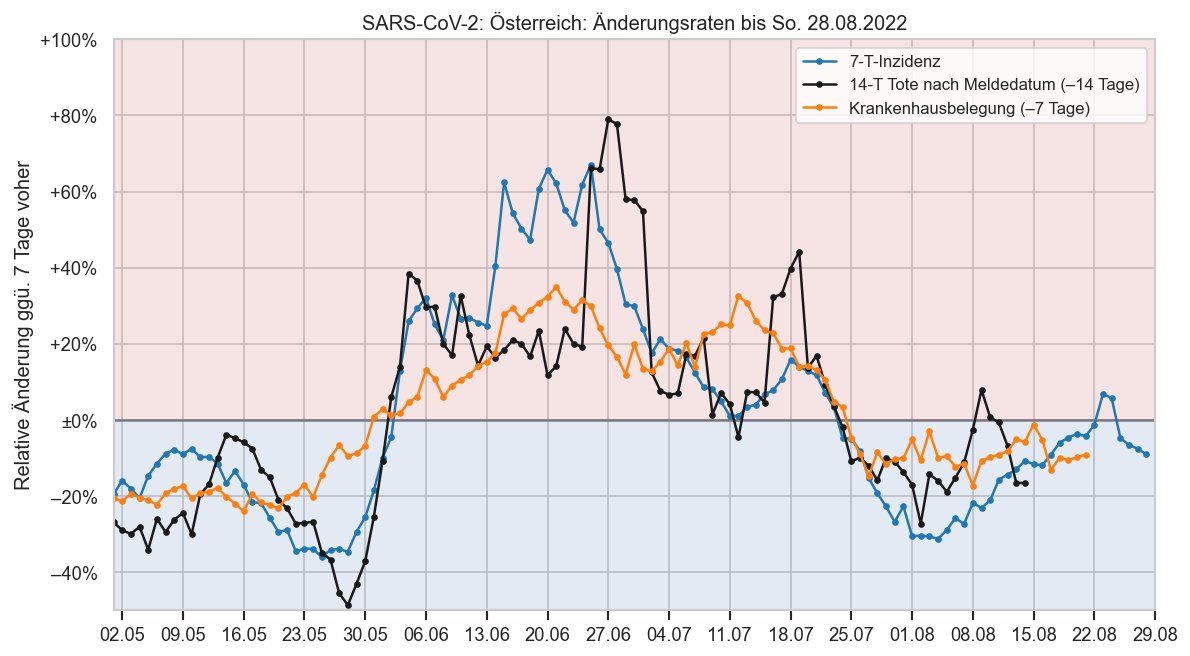 SARS-CoV-2: Österreich: Änderungsraten bis So. 28.08.2022
+100%
+80%
+60%
+40%
+20%
±0%
–20%
–40%
Relative Änderung ggü. 7 Tage voher
7-T-Inzidenz
14-T Tote nach Meldedatum (–14 Tage)
Krankenhausbelegung (–7 Tage)
02.05 09.05 16.05 23.05 30.05 06.06 13.06 20.06 27.06 04.07 11.07 18.07 25.07 01.08 08.08 15.08 22.08 29.08